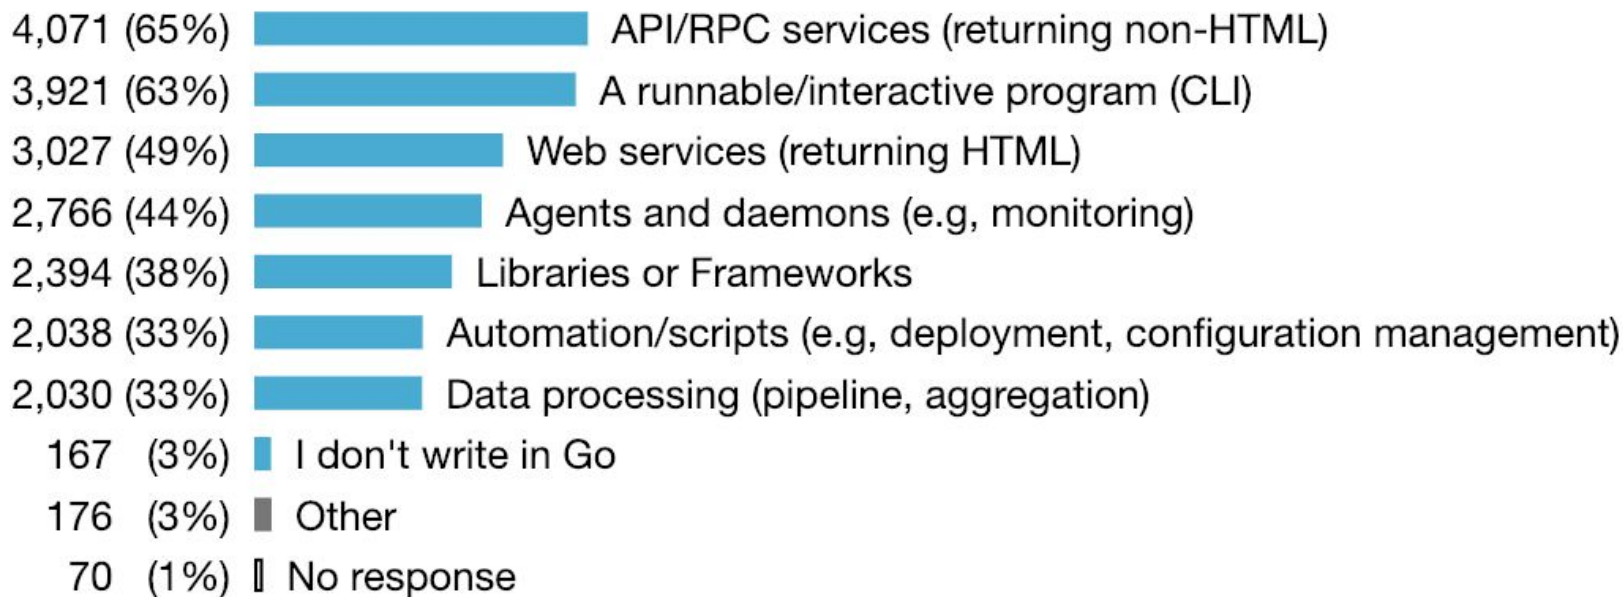 4,071 (65%) API/RPC services (returning non-HTML)
3,921 (63%) A runnable/interactive program (CLI)
3,027 (49%) Web services (returning HTML)
2,766 (44%) Agents and daemons (e.g, monitoring)
2,394 (38%) Libraries or Frameworks
2,038 (33%) Automation/scripts (e.g, deployment, configuration management)
2,030 (33%) Data processing (pipeline, aggregation)
167 (3%) I don't write in Go
176 (3%) Other
70 (1%) No response